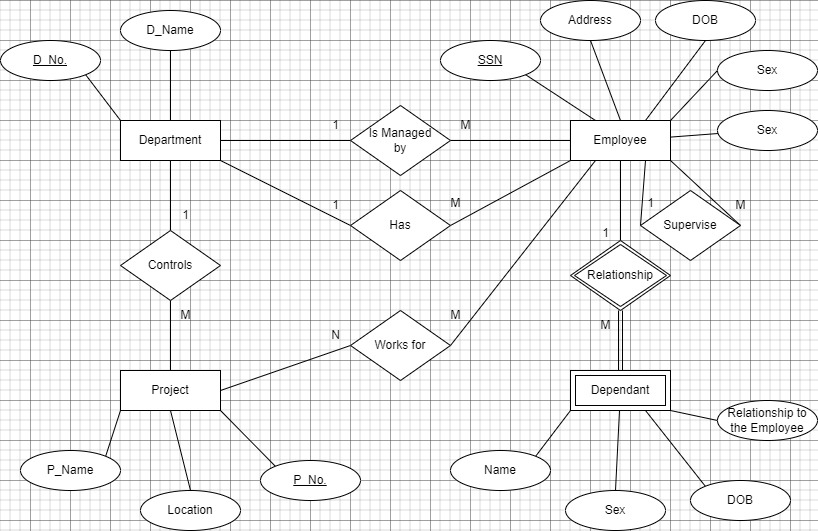 Address
DOB
D_Name
D_No.
SSN
Sex
Sex
Department
1
Is Managed
by
M
Employee
1
Has
M
1
M
Supervise
1
1
Controls
Relationship
M
M
M
N
Works for
Project
Dependant
Relationship to
the Employee
P_Name
P_No.
Name
Location
Sex
DOB